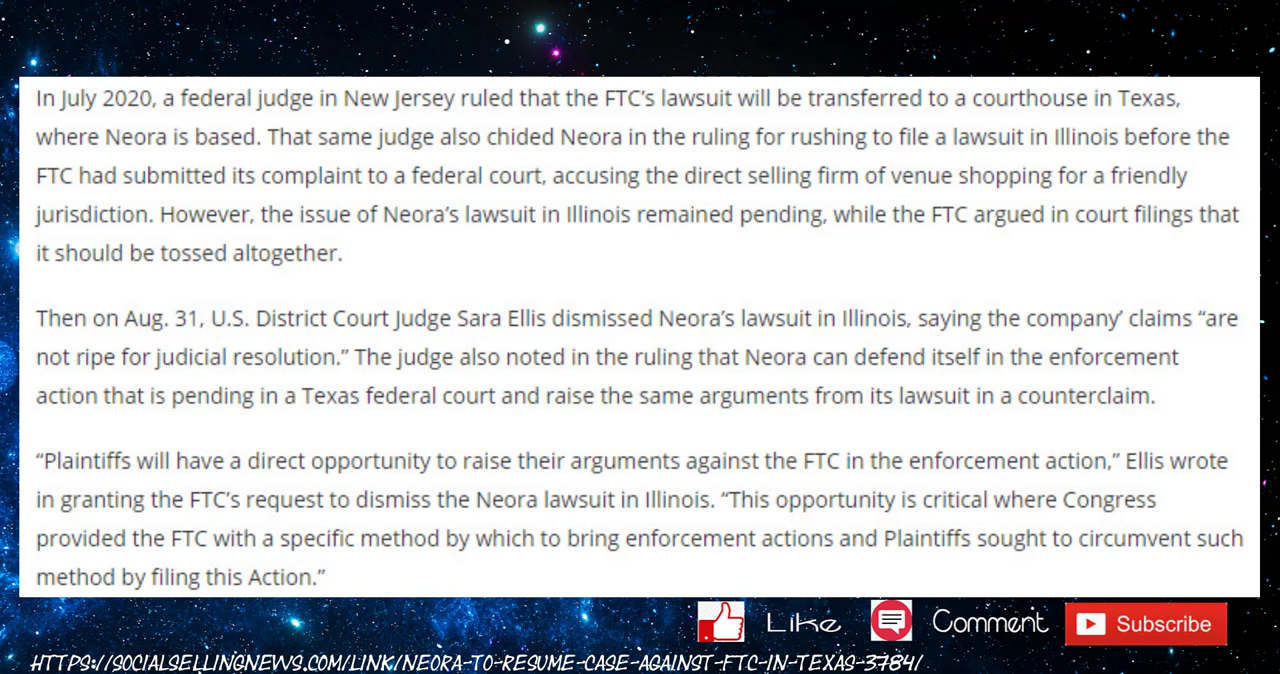 In July 2020, a federal judge in New Jersey ruled that the FTC's lawsuit will be transferred to a courthouse in Texas,
where Neora is based. That same judge also chided Neora in the ruling for rushing to file a lawsuit in Illinois before the
FTC had submitted its complaint to a federal court, accusing the direct selling firm of venue shopping for a friendly
jurisdiction. However, the issue of Neora's lawsuit in Illinois remained pending, while the FTC argued in court filings that
it should be tossed altogether.
Then on Aug. 31, U.S. District Court Judge Sara Ellis dismissed Neora's lawsuit in Illinois, saying the company' claims “are
not ripe for judicial resolution.” The judge also noted in the ruling that Neora can defend itself in the enforcement
action that is pending in a Texas federal court and raise the same arguments from its lawsuit in a counterclaim.
“Plaintiffs will have a direct opportunity to raise their arguments against the FTC in the enforcement action,” Ellis wrote
in granting the FTC's request to dismiss the Neora lawsuit in Illinois. “This opportunity is critical where Congress
provided the FTC with a specific method by which to bring enforcement actions and Plaintiffs sought to circumvent such
method by filing this Action.”
Like Comment Subscribe
HTTPS://SOCIALSELLINGNEWS.COM/LINK/NEORA-TO-RESUME-CASE-AGAINST-FTC-IN-TEXAS-3784/